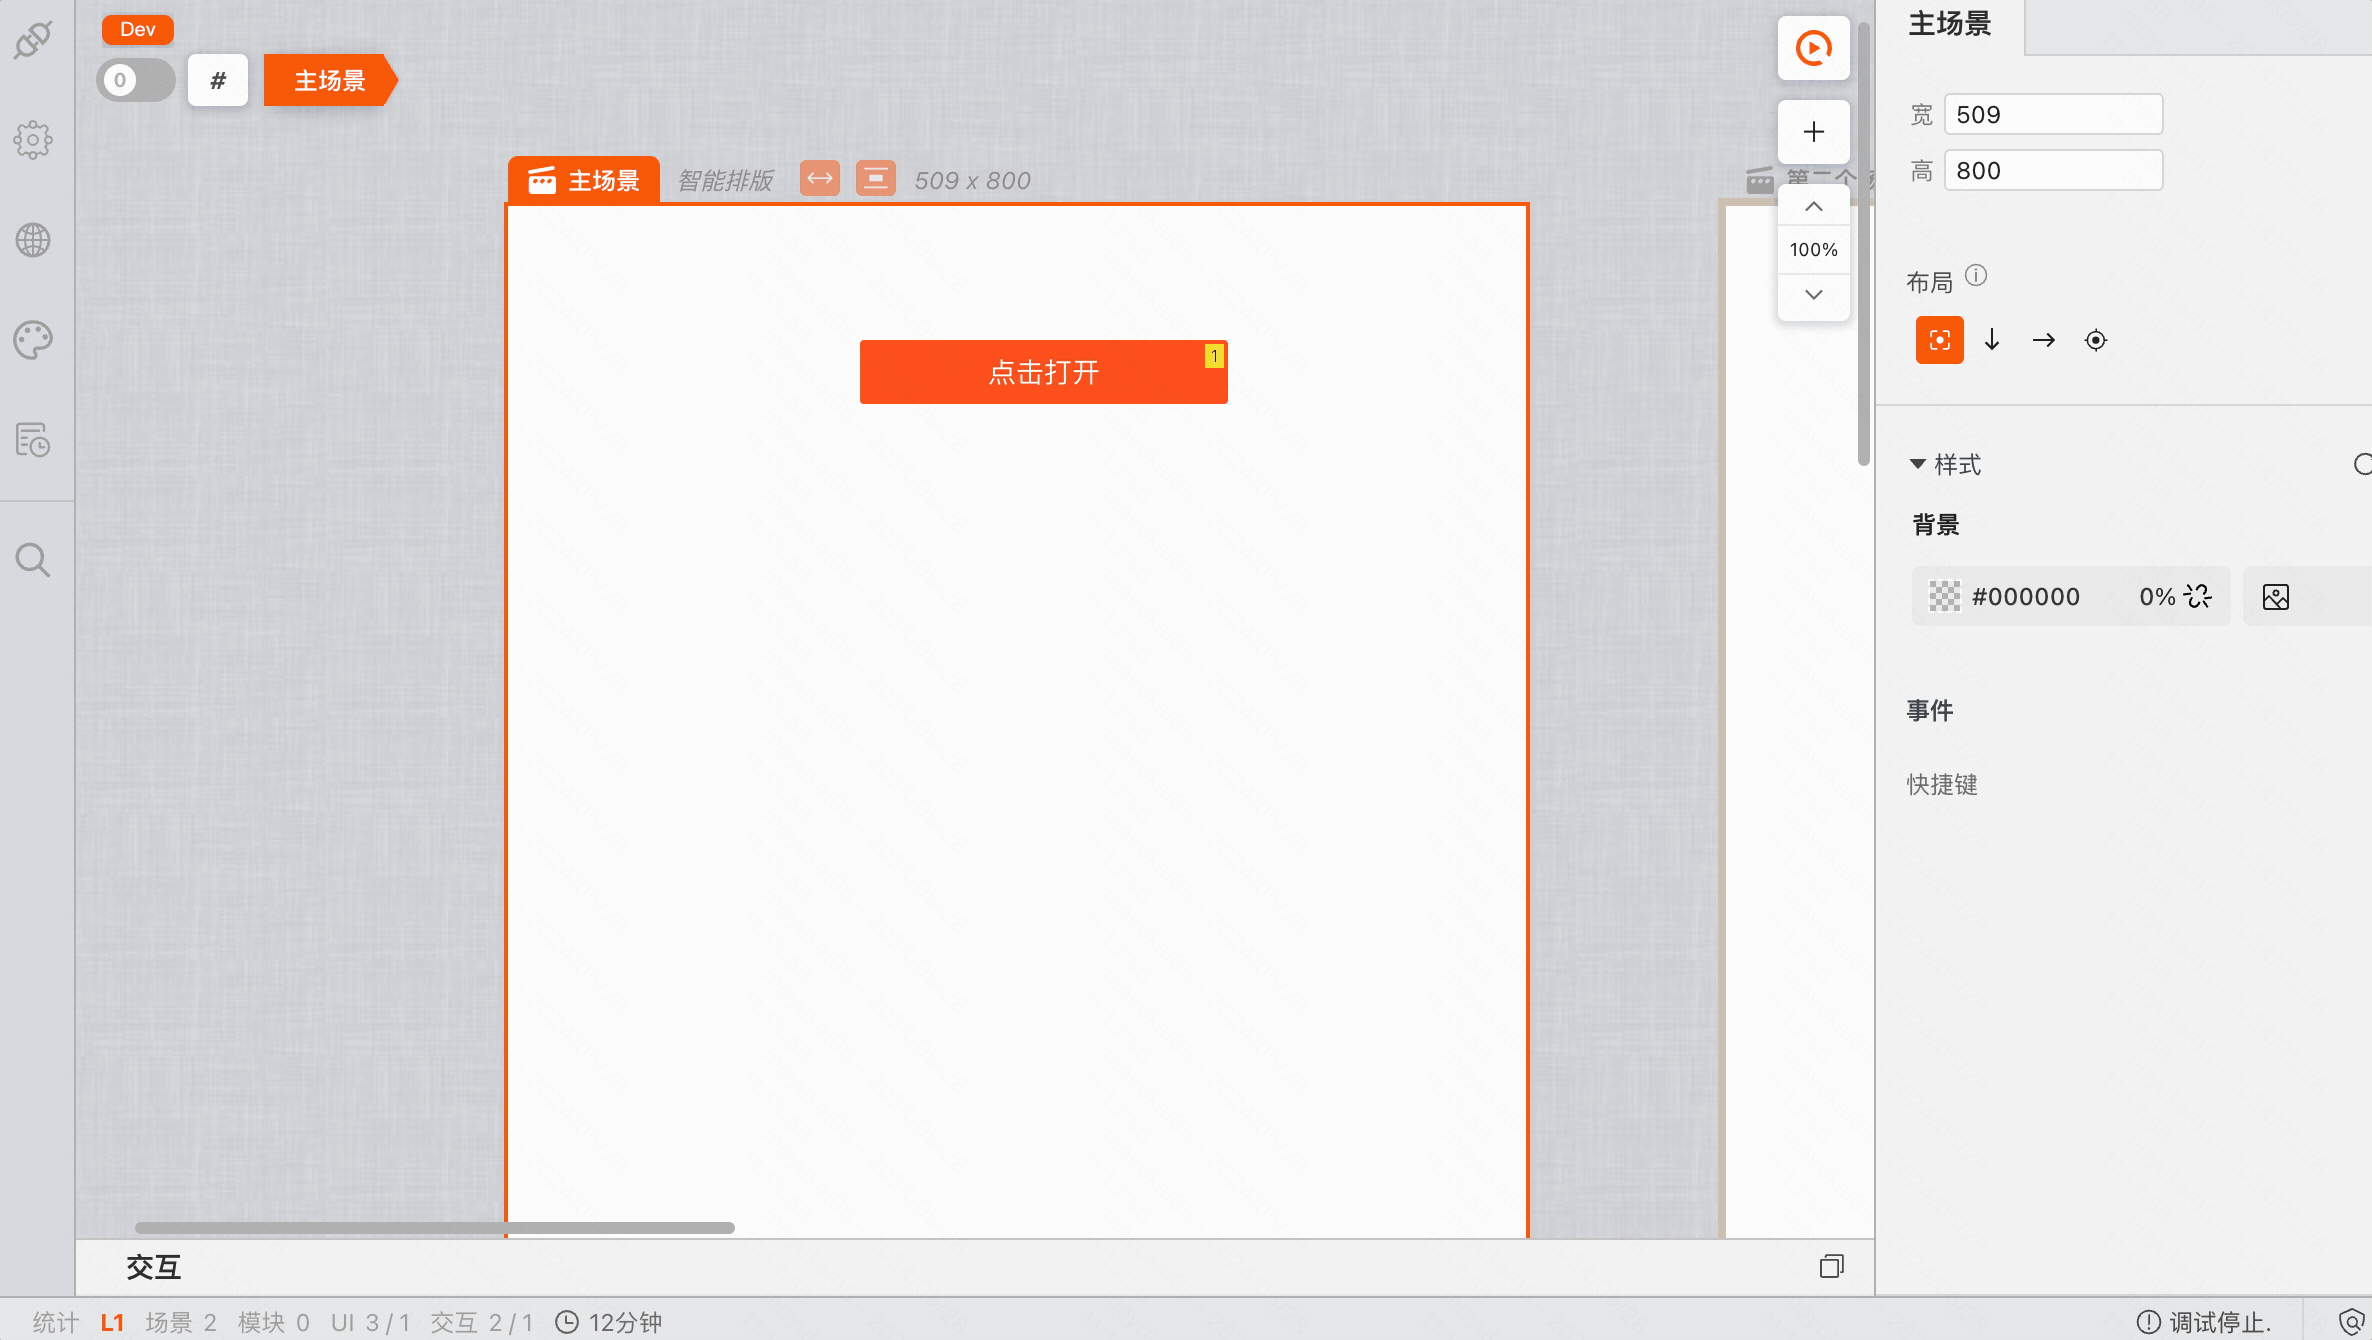 Dev
0
#
主场景
主场景
智能排版
509 x 800
点击打开
1
第二个
100%
主场景
宽
509
高
800
布局
样式
背景
#000000
0%
事件
快捷键
交互
统计
L1
场景 2
模块 0
UI 3 / 1
交互 2 / 1
12分钟
调试停止.